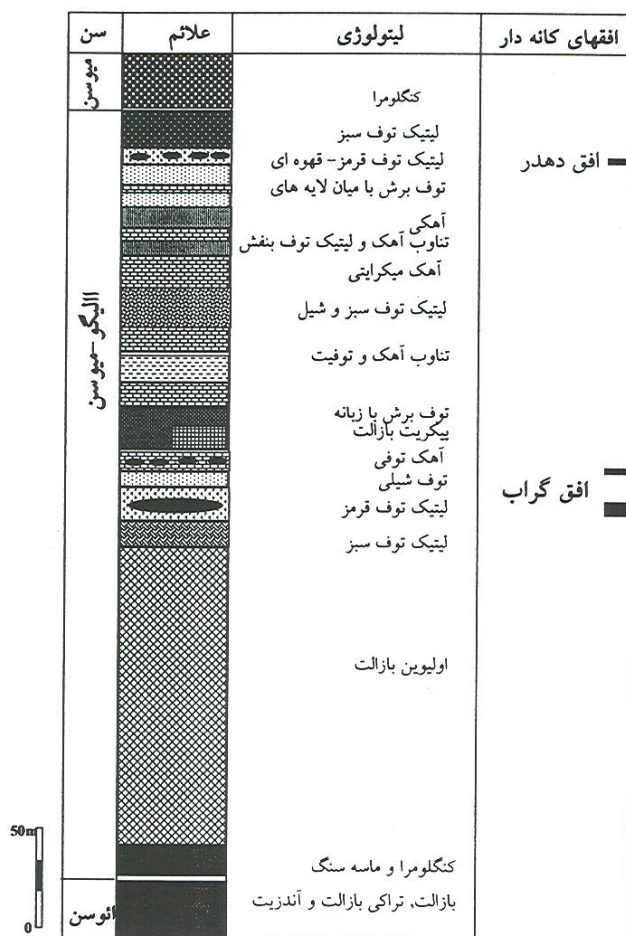 افقهای کانه دار
لیتولوژی
علائم
سن
میوسن
کنگلومرا
لیتیک توف سبز
لیتیک توف قرمز- قهوه ای
افق دهدر
توف برش با میان لایه های
آهکی
تناوب آهک و لیتیک توف بنفش
آهک میکرایتی
لیتیک توف سبز و شیل
االیگو-میوسن
تناوب آهک و توفیت
توف برش با زبانه
پیکریت بازالت
آهک توفی
توف شیلی
افق گراب
لیتیک توف قرمز
لیتیک توف سبز
اولیوین بازالت
50m
کنگلومرا و ماسه سنگ
بازالت, تراکی بازالت و آندزیت
ائوسن
0